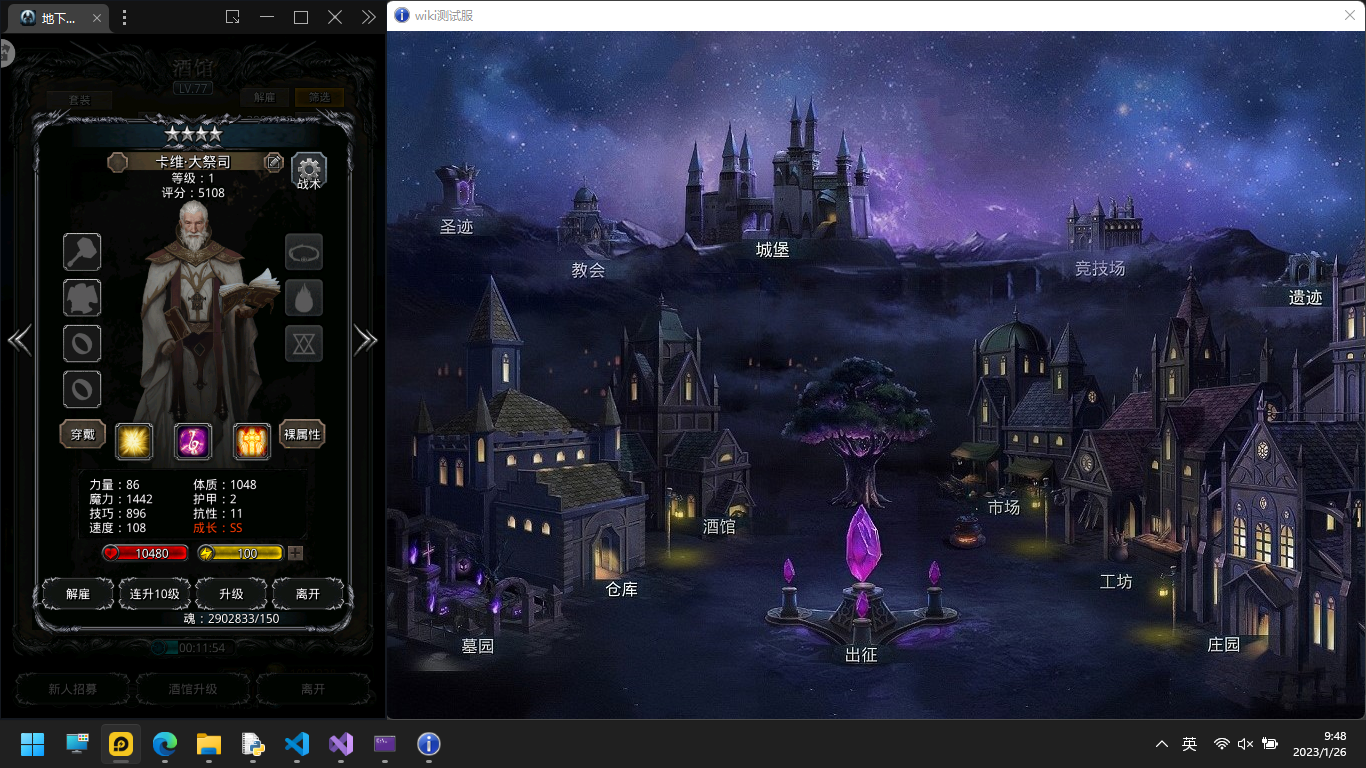 地下...
wiki测试服
酒馆
LV.77
套装
解雇
筛选
卡维·大祭司
等级：1
评分：5108
战术
穿戴
裸属性
力量：86
体质：1048
魔力：1442
护甲：2
技巧：896
抗性：11
速度：108
成长：SS
10480
100
解雇
连升10级
升级
离开
魂：2902833/150
00:11:54
新人招募
酒馆升级
离开
圣迹
教会
城堡
竞技场
遗迹
酒馆
市场
仓库
工坊
墓园
出征
庄园
英
9:48
2023/1/26